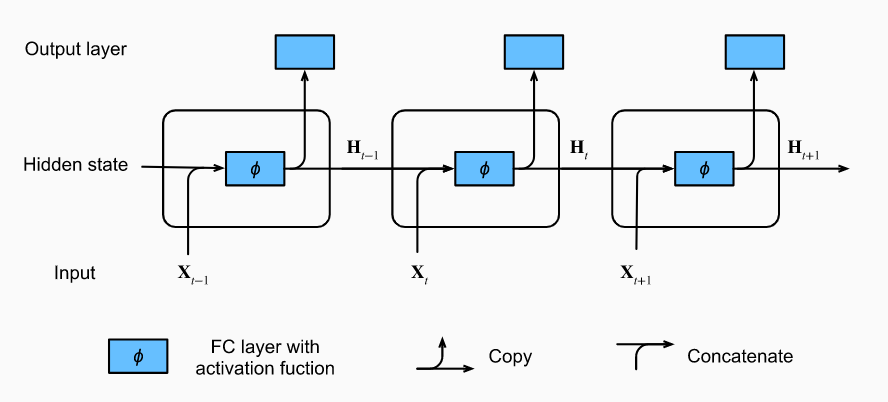 Output layer
Hidden state
ϕ
H_{t−1}
ϕ
H_t
ϕ
H_{t+1}
Input
X_{t−1}
X_t
X_{t+1}
ϕ
FC layer with
activation fuction
Copy
Concatenate